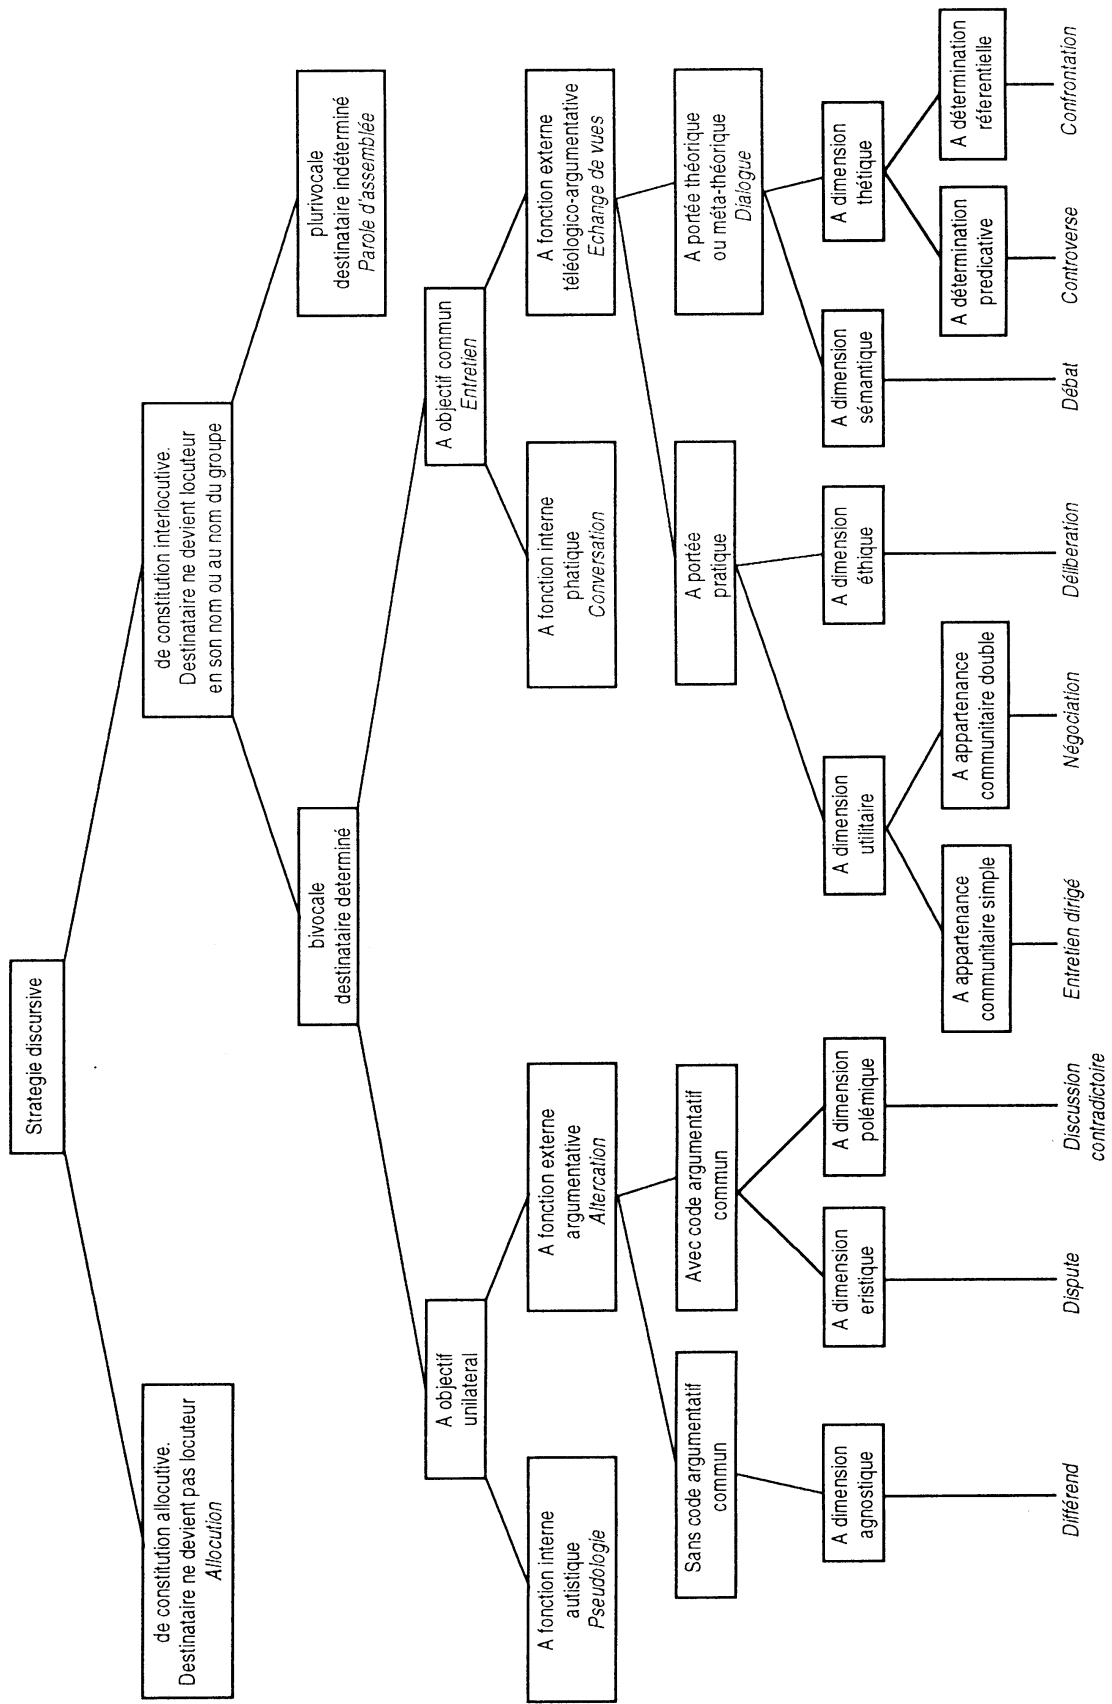 Strategie discursive
de constitution allocutive.
Destinataire ne devient pas locuteur
Allocution
de constitution interlocutive.
Destinataire ne devient locuteur
en son nom ou au nom du groupe
bivocale
destinataire determiné
plurivocale
destinataire indéterminé
Parole d'assemblée
A objectif
unilateral
A objectif commun
Entretien
A fonction interne
autistique
Pseudologie
A fonction externe
argumentative
Altercation
A fonction interne
phatique
Conversation
A fonction externe
téléologico-argumentative
Echange de vues
Sans code argumentatif
commun
Avec code argumentatif
commun
A portée
pratique
A portée théorique
ou méta-théorique
Dialogue
A dimension
agnostique
A dimension
eristique
A dimension
polémique
A dimension
utilitaire
A dimension
éthique
A dimension
sémantique
A dimension
thétique
A appartenance
communitaire simple
A appartenance
communitaire double
A détermination
predicative
A détermination
réferentielle
Différend
Dispute
Discussion
contradictoire
Entretien dirigé
Négociation
Déliberation
Débat
Controverse
Confrontation